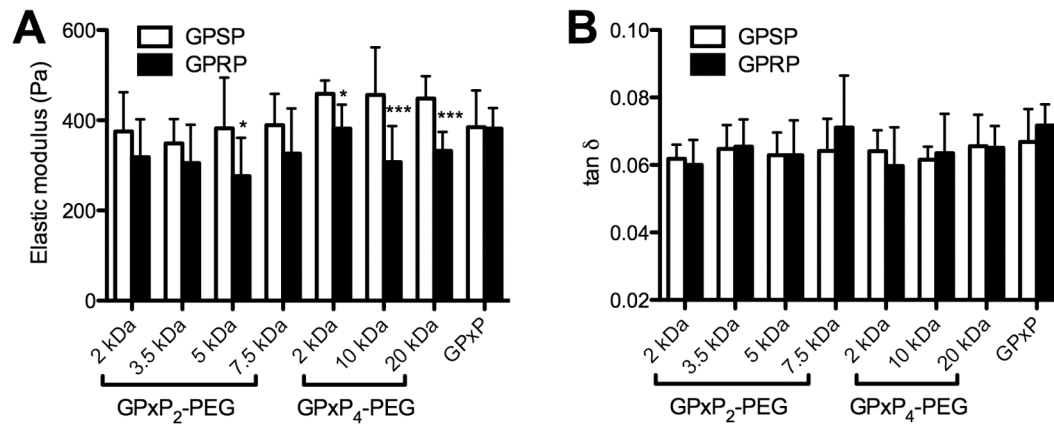 A
600
400
200
0
Elastic modulus (Pa)
GPSP
GPRP
*
*
***
***
2 kDa
3.5 kDa
5 kDa
7.5 kDa
2 kDa
10 kDa
20 kDa
GPxP
GPxP₂-PEG
GPxP₄-PEG
B
0.10
0.08
0.06
0.04
0.02
tan δ
GPSP
GPRP
2 kDa
3.5 kDa
5 kDa
7.5 kDa
2 kDa
10 kDa
20 kDa
GPxP
GPxP₂-PEG
GPxP₄-PEG